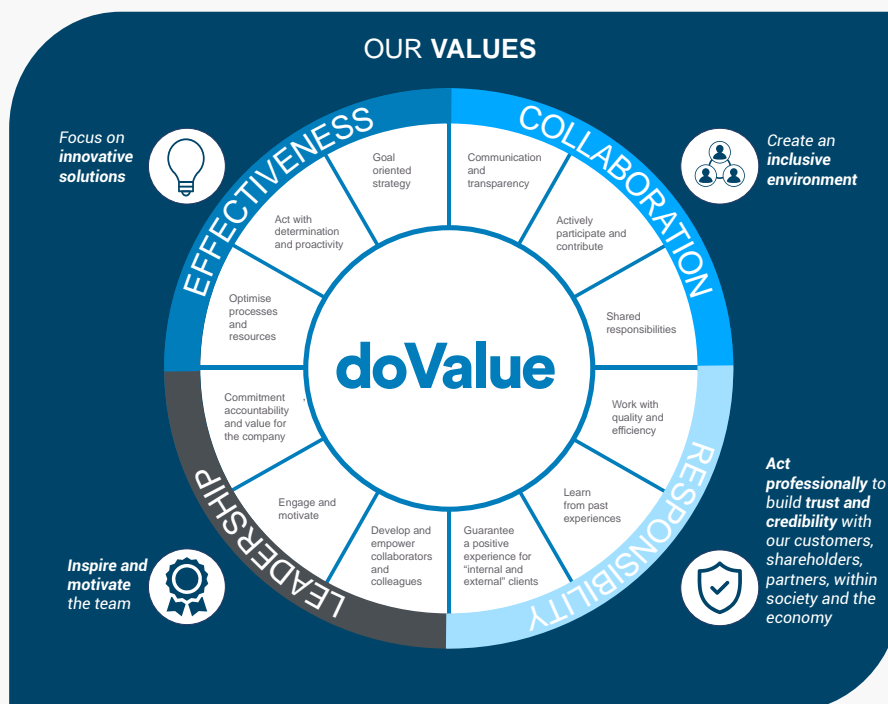 OUR VALUES
Focus on
innovative
solutions
EFFECTIVENESS
Goal
oriented
strategy
Act with
determination
and proactivity
Optimise
processes
and
resources
COLLABORATION
Communication
and
transparency
Actively
participate and
contribute
Shared
responsibilities
Create an
inclusive
environment
doValue
LEADERSHIP
Commitment ,
accountability
and value for
the company
Engage and
motivate
Develop and
empower
collaborators
and
colleagues
Inspire and
motivate
the team
RESPONSIBILITY
Work with
quality and
efficiency
Learn
from past
experiences
Guarantee
a positive
experience for
“internal and
external” clients
Act
professionally to
build trust and
credibility with
our customers,
shareholders,
partners, within
society and the
economy